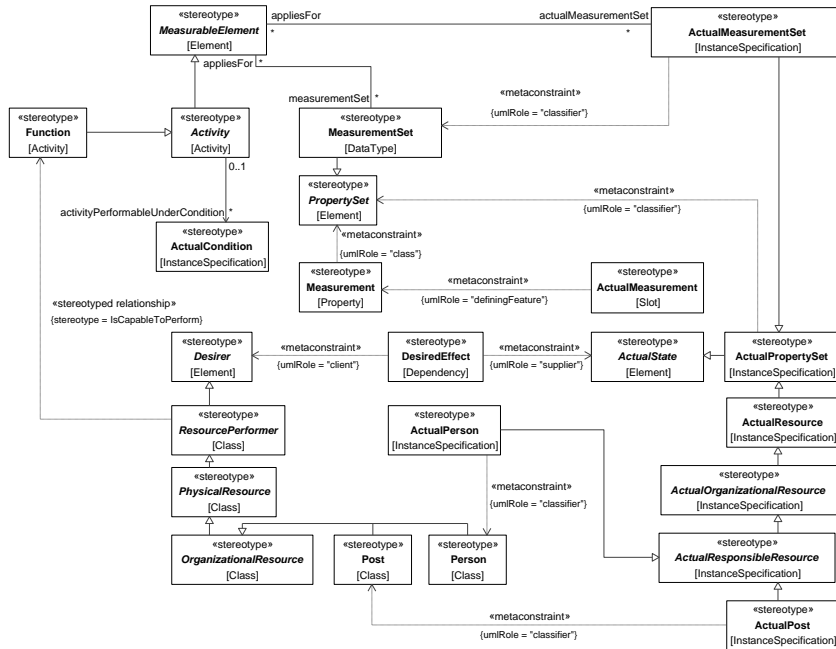 «stereotype»
MeasurableElement
[Element]
appliesFor
*
actualMeasurementSet
*
«stereotype»
ActualMeasurementSet
[InstanceSpecification]
appliesFor
*
measurementSet
*
«metaconstraint»
{umlRole = "classifier"}
«stereotype»
Function
[Activity]
«stereotype»
Activity
[Activity]
0..1
«stereotype»
MeasurementSet
[DataType]
«stereotype»
PropertySet
[Element]
«metaconstraint»
{umlRole = "classifier"}
activityPerformableUnderCondition
*
«stereotype»
ActualCondition
[InstanceSpecification]
«metaconstraint»
{umlRole = "class"}
«stereotype»
Measurement
[Property]
«metaconstraint»
{umlRole = "definingFeature"}
«stereotype»
ActualMeasurement
[Slot]
«stereotyped relationship»
{stereotype = IsCapableToPerform}
«stereotype»
Desirer
[Element]
«metaconstraint»
{umlRole = "client"}
«stereotype»
DesiredEffect
[Dependency]
«metaconstraint»
{umlRole = "supplier"}
«stereotype»
ActualState
[Element]
«stereotype»
ActualPropertySet
[InstanceSpecification]
«stereotype»
ResourcePerformer
[Class]
«stereotype»
ActualPerson
[InstanceSpecification]
«stereotype»
ActualResource
[InstanceSpecification]
«stereotype»
PhysicalResource
[Class]
«metaconstraint»
{umlRole = "classifier"}
«stereotype»
ActualOrganizationalResource
[InstanceSpecification]
«stereotype»
OrganizationalResource
[Class]
«stereotype»
Post
[Class]
«stereotype»
Person
[Class]
«stereotype»
ActualResponsibleResource
[InstanceSpecification]
«metaconstraint»
{umlRole = "classifier"}
«stereotype»
ActualPost
[InstanceSpecification]